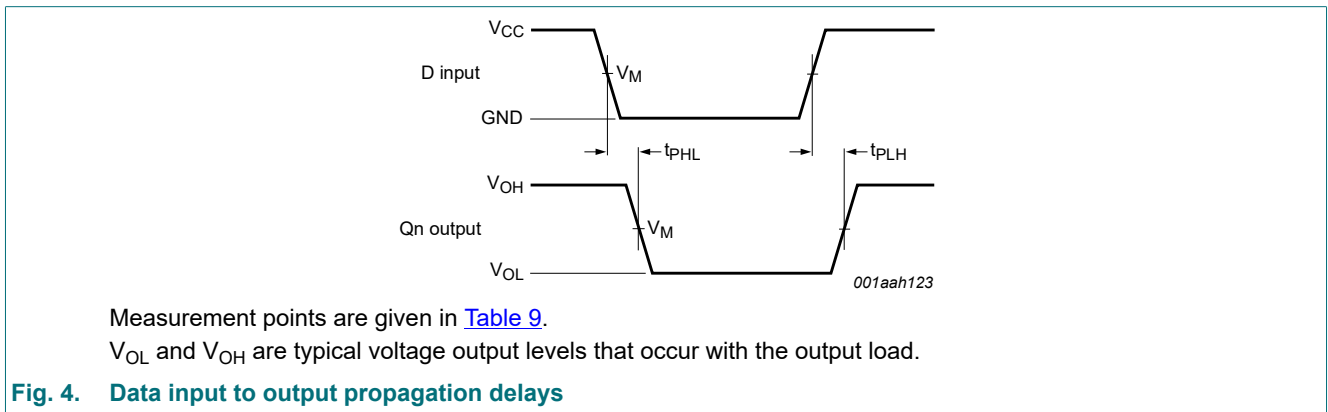 VCC
D input
VM
GND
tPHL
tPLH
VOH
Qn output
VM
VOL
001aah123
Measurement points are given in Table 9.
VOL and VOH are typical voltage output levels that occur with the output load.
Fig. 4. Data input to output propagation delays